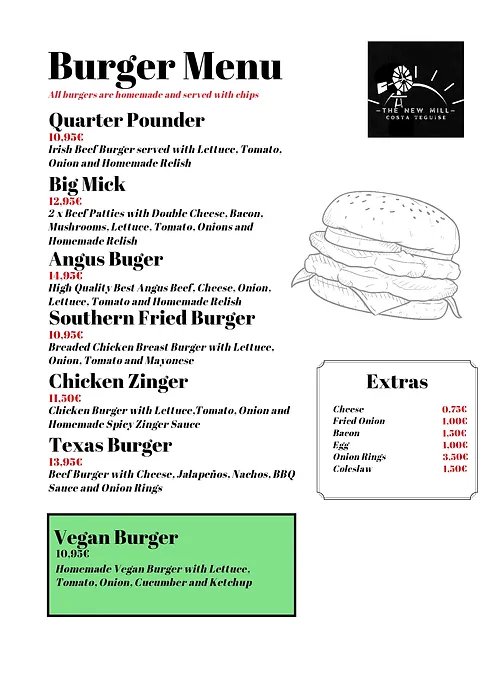 Burger Menu
All burgers are homemade and served with chips
THE NEW MILL
COSTA TEGUISE
Quarter Pounder
10,95€
Irish Beef Burger served with Lettuce, Tomato,
Onion and Homemade Relish
Big Mick
12,95€
2 x Beef Patties with Double Cheese, Bacon,
Mushrooms, Lettuce, Tomato, Onions and
Homemade Relish
Angus Buger
14,95€
High Quality Best Angus Beef, Cheese, Onion,
Lettuce, Tomato and Homemade Relish
Southern Fried Burger
10,95€
Breaded Chicken Breast Burger with Lettuce,
Onion, Tomato and Mayonese
Chicken Zinger
11,50€
Chicken Burger with Lettuce,Tomato, Onion and
Homemade Spicy Zinger Sauce
Texas Burger
13,95€
Beef Burger with Cheese, Jalapeños, Nachos, BBQ
Sauce and Onion Rings
Vegan Burger
10,95€
Homemade Vegan Burger with Lettuce,
Tomato, Onion, Cucumber and Ketchup
Extras
Cheese 0,75€
Fried Onion 1,00€
Bacon 1,50€
Egg 1,00€
Onion Rings 3,50€
Coleslaw 1,50€